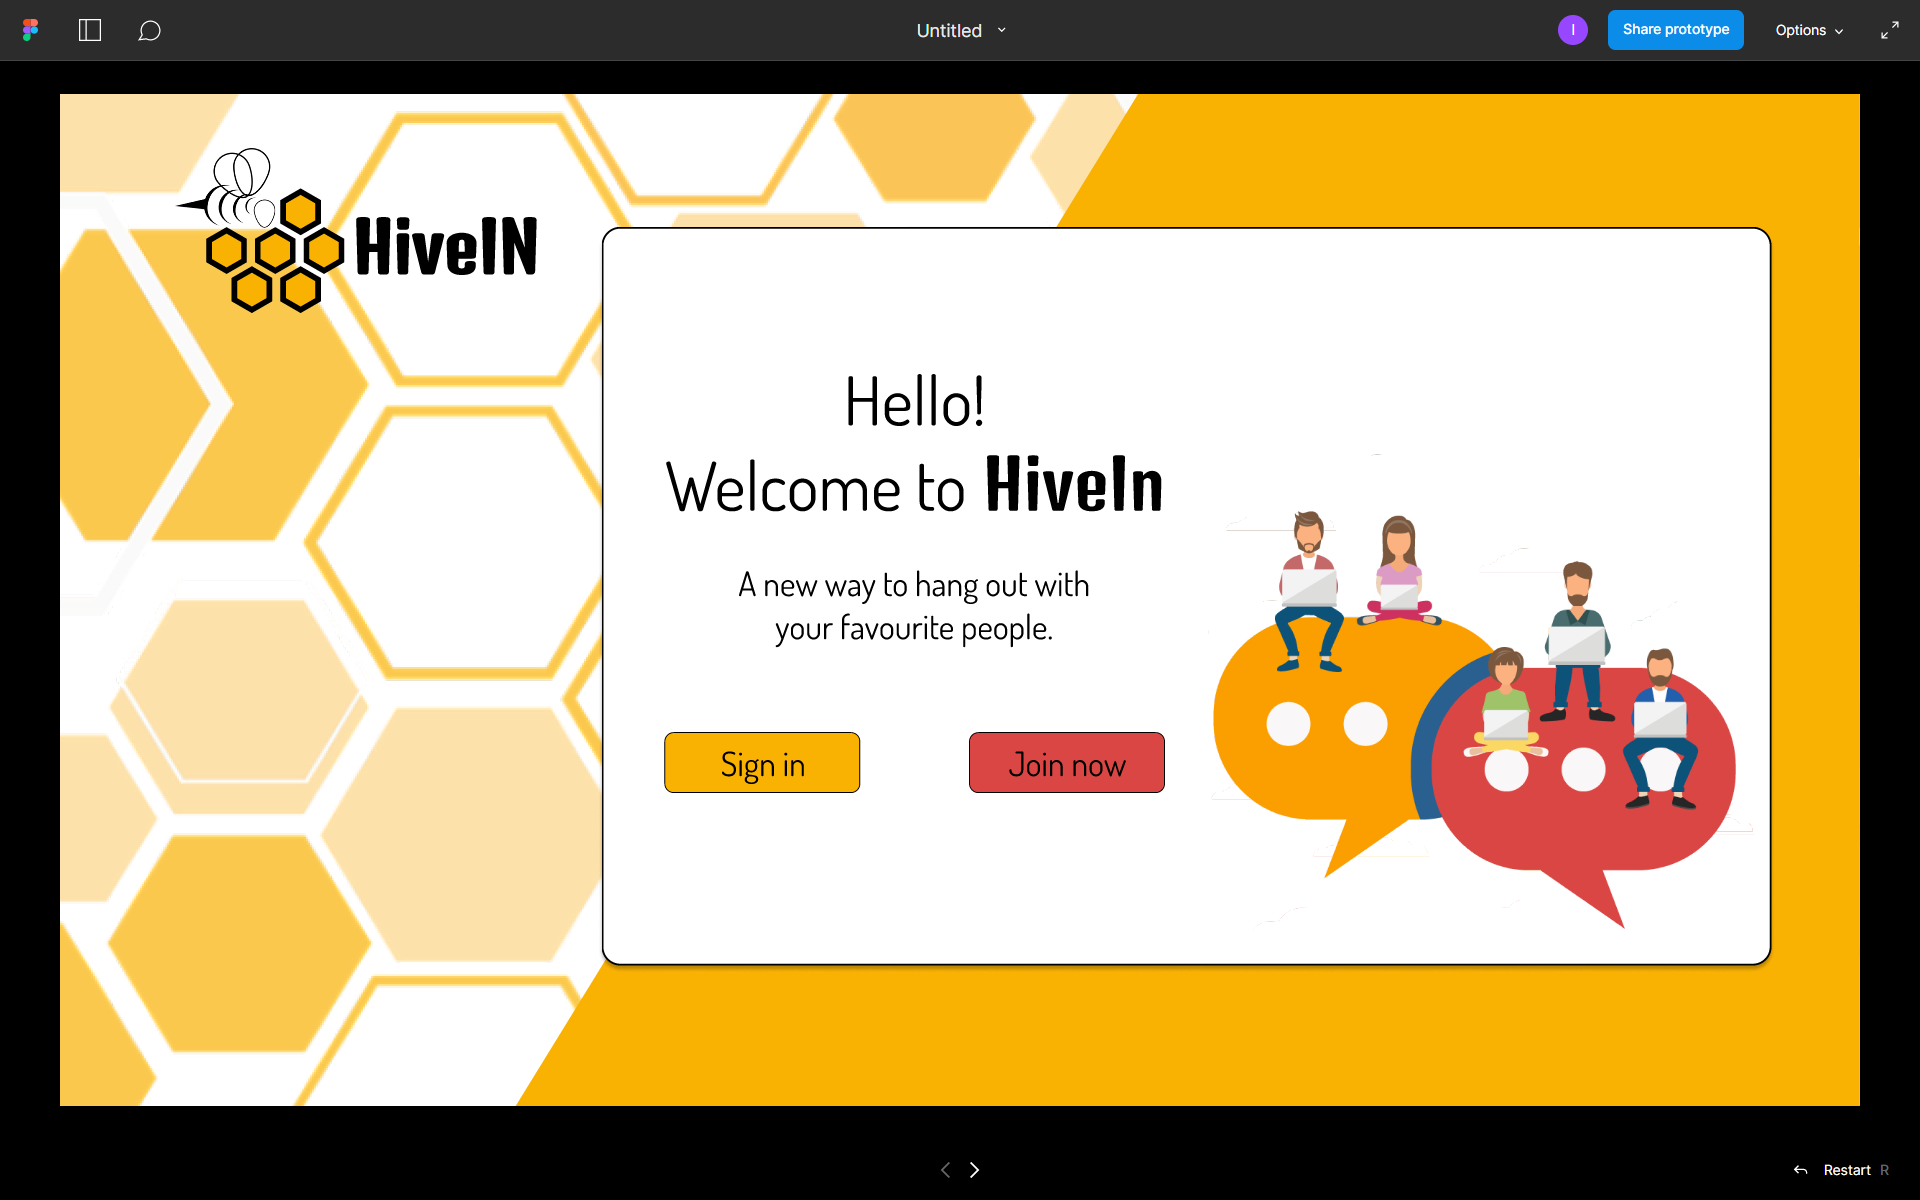 Untitled
I
Share prototype
Options
HiveIN
Hello!
Welcome to HiveIn
A new way to hang out with
your favourite people.
Sign in
Join now
Restart R